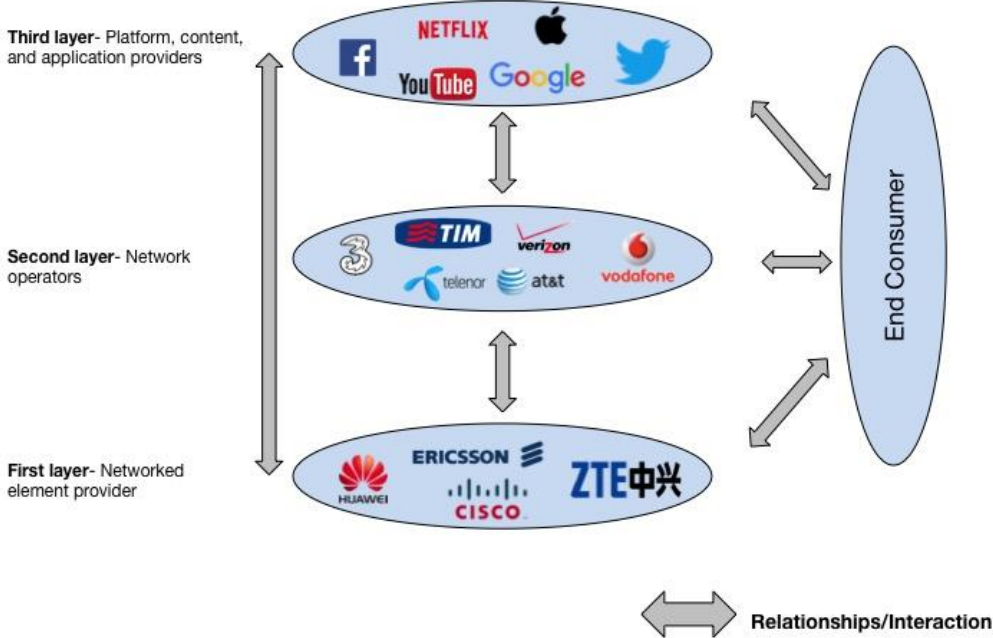 Third layer- Platform, content,
and application providers
NETFLIX
f
YouTube
Google
Second layer- Network
operators
3
TIM
verizon
telenor
at&t
vodafone
End Consumer
First layer- Networked
element provider
HUAWEI
ERICSSON
CISCO
ZTE中兴
Relationships/Interaction